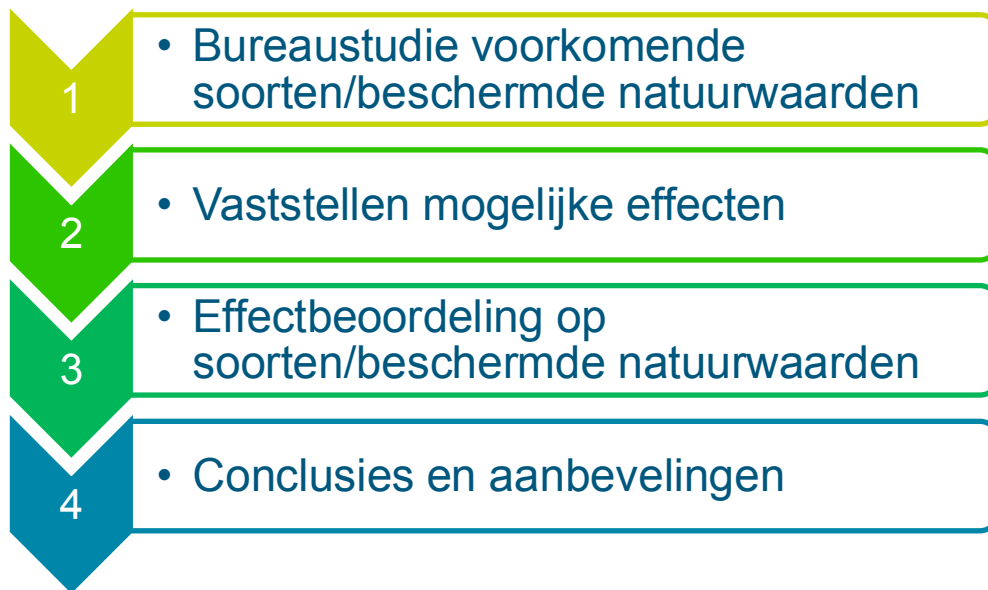 1
• Bureaustudie voorkomende
soorten/beschermde natuurwaarden
2
• Vaststellen mogelijke effecten
3
• Effectbeoordeling op
soorten/beschermde natuurwaarden
4
• Conclusies en aanbevelingen